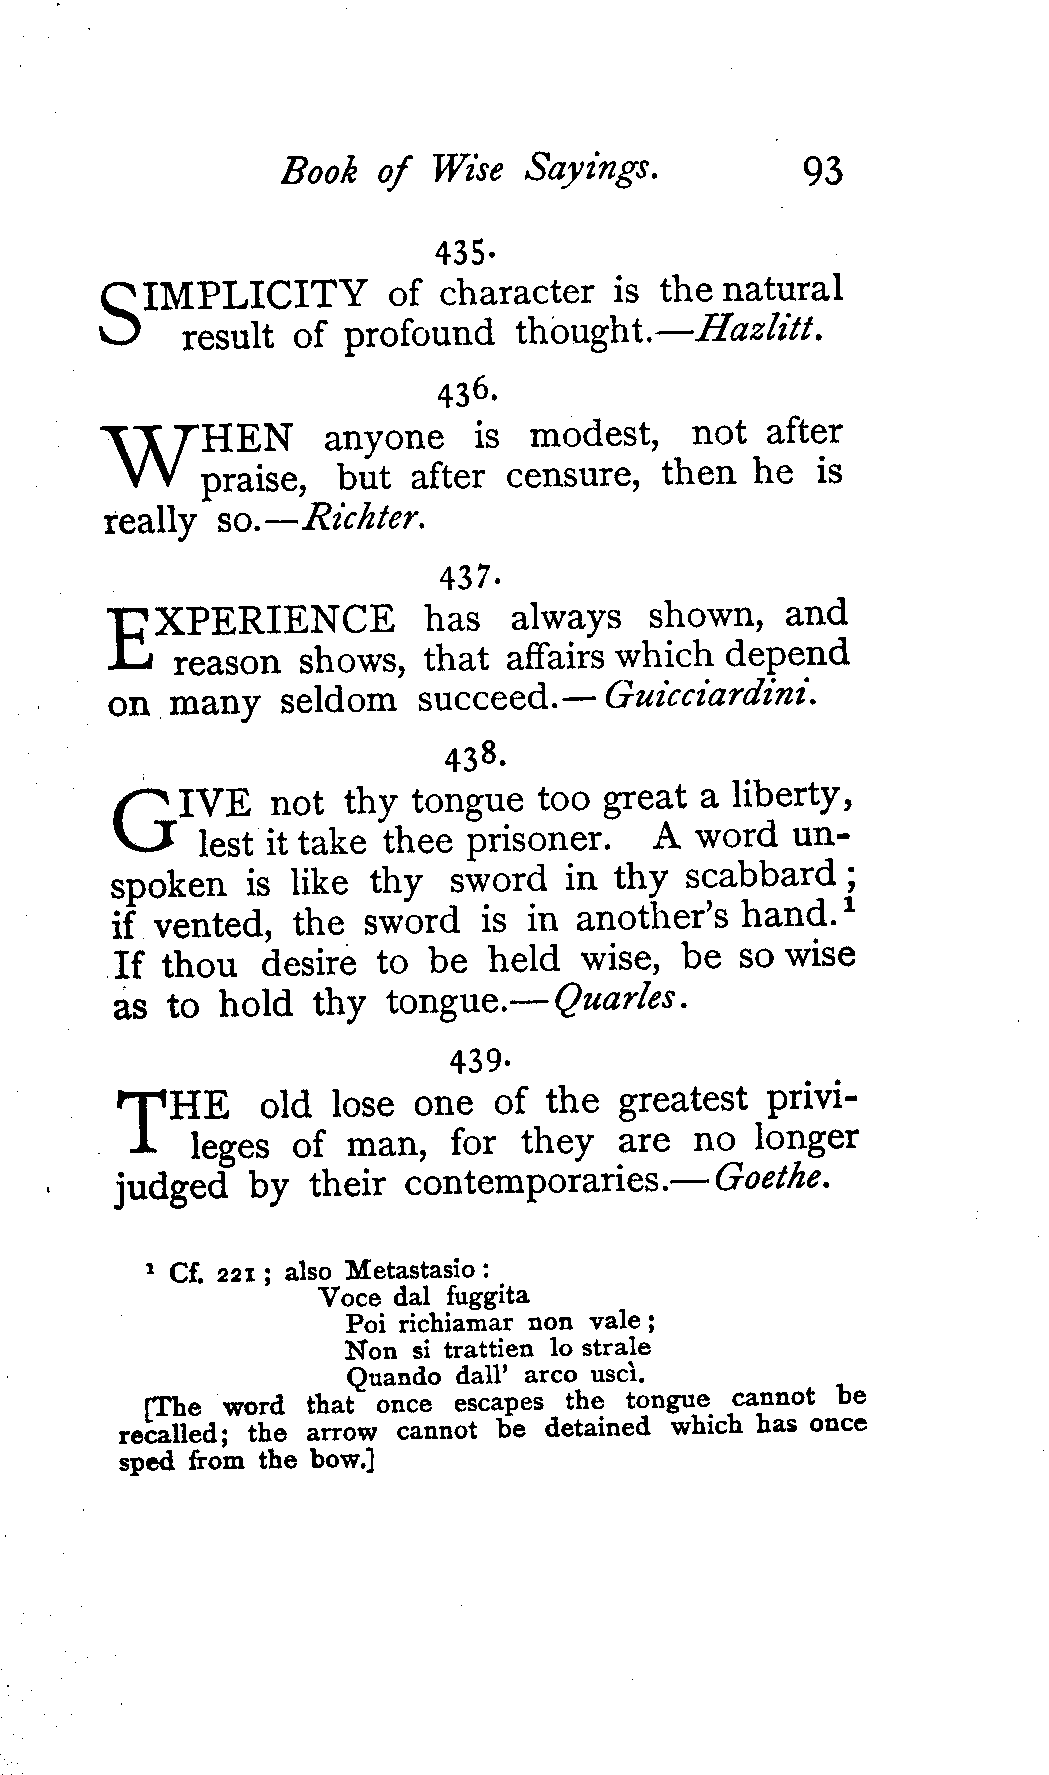 Book of Wise Sayings. 93
435.
SIMPLICITY of character is the natural
result of profound thought.—Hazlitt.
436.
WHEN anyone is modest, not after
praise, but after censure, then he is
really so.—Richter.
437.
EXPERIENCE has always shown, and
reason shows, that affairs which depend
on many seldom succeed.—Guicciardini.
438.
GIVE not thy tongue too great a liberty,
lest it take thee prisoner. A word un-
spoken is like thy sword in thy scabbard;
if vented, the sword is in another's hand.¹
If thou desire to be held wise, be so wise
as to hold thy tongue.—Quarles.
439.
THE old lose one of the greatest privi-
leges of man, for they are no longer
judged by their contemporaries.—Goethe.
¹ Cf. 221; also Metastasio:
Voce dal fuggita
Poi richiamar non vale;
Non si trattien lo strale
Quando dall' arco uscì.
[The word that once escapes the tongue cannot be
recalled; the arrow cannot be detained which has once
sped from the bow.]